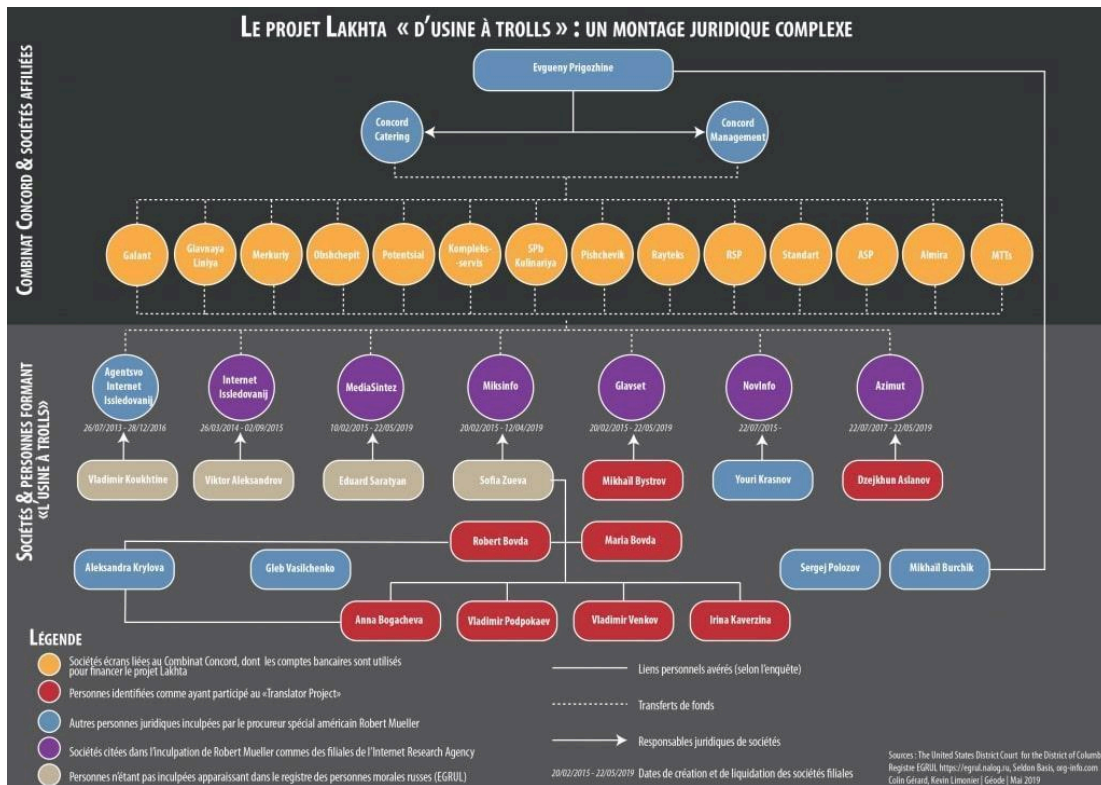 LE PROJET LAKHTA « D'USINE À TROLLS » : UN MONTAGE JURIDIQUE COMPLEXE
COMBINAT CONCORD & SOCIÉTÉS AFFILIÉES
Evgueny Prigozhine
Concord
Catering
Concord
Management
Galant
Glavnaya
Liniya
Merkuriy
Obshchepit
Potentsial
Kompleks-
-servis
SPb
Kulinariya
Pishchevik
Rayteks
RSP
Standart
ASP
Almira
MTTs
SOCIÉTÉS & PERSONNES FORMANT
«L'USINE À TROLLS»
Agentsvo
Internet
Issledovanij
Internet
Issledovanij
MediaSintez
Miksinfo
Glavset
NovInfo
Azimut
26/07/2013 - 28/12/2016
26/03/2014 - 02/09/2015
10/02/2015 - 22/05/2019
20/02/2015 - 12/04/2019
20/02/2015 - 22/05/2019
22/07/2015 -
22/07/2017 - 22/05/2019
Vladimir Koukhtine
Viktor Aleksandrov
Eduard Saratyan
Sofia Zueva
Mikhaïl Bystrov
Youri Krasnov
Dzejkhun Aslanov
Robert Bovda
Maria Bovda
Aleksandra Krylova
Gleb Vasilchenko
Sergej Polozov
Mikhaïl Burchik
Anna Bogacheva
Vladimir Podpokaev
Vladimir Venkov
Irina Kaverzina
LÉGENDE
Sociétés écrans liées au Combinat Concord, dont les comptes bancaires sont utilisés
pour financer le projet Lakhta
Personnes identifiées comme ayant participé au «Translator Project»
Autres personnes juridiques inculpées par le procureur spécial américain Robert Mueller
Sociétés citées dans l'inculpation de Robert Mueller commes des filiales de l'Internet Research Agency
Personnes n'étant pas inculpées apparaissant dans le registre des personnes morales russes (EGRUL)
Liens personnels avérés (selon l'enquête)
Transferts de fonds
Responsables juridiques de sociétés
20/02/2015 - 22/05/2019 Dates de création et de liquidation des sociétés filiales
Sources : The United States District Court for the District of Columb
Registre EGRUL https://egrul.nalog.ru, Seldon Basis, org-info.com
Colin Gérard, Kevin Limonier | Géode | Mai 2019